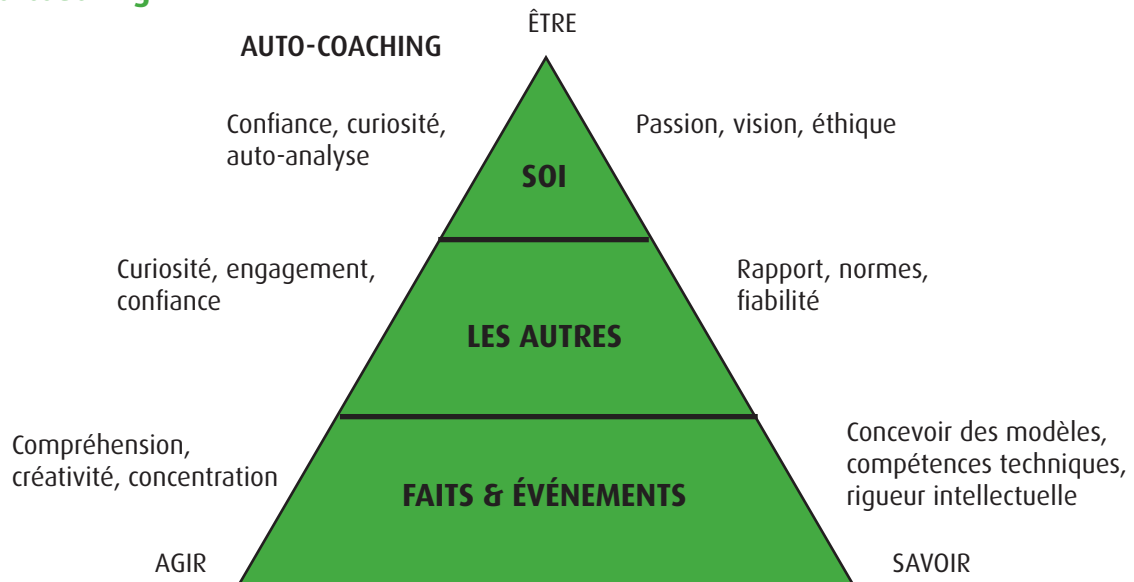 ÊTRE
AUTO-COACHING
Confiance, curiosité,
auto-analyse
Passion, vision, éthique
SOI
Curiosité, engagement,
confiance
Rapport, normes,
fiabilité
LES AUTRES
Compréhension,
créativité, concentration
Concevoir des modèles,
compétences techniques,
rigueur intellectuelle
FAITS & ÉVÉNEMENTS
AGIR
SAVOIR